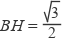 BH = √3/2